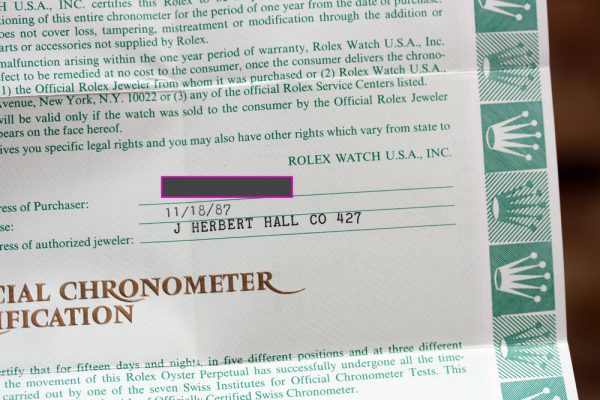 H U.S.A., INC. certifies this Rolex to be
tioning of this entire chronometer for the period of one year from the date of purchase.
oes not cover loss, tampering, mistreatment or modification through the addition or
arts or accessories not supplied by Rolex.
malfunction arising within the one year period of warranty, Rolex Watch U.S.A., Inc.
fect to be remedied at no cost to the consumer, once the consumer delivers the chrono-
1) the Official Rolex Jeweler from whom it was purchased or (2) Rolex Watch U.S.A.,
Avenue, New York, N.Y. 10022 or (3) any of the official Rolex Service Centers listed.
will be valid only if the watch was sold to the consumer by the Official Rolex Jeweler
pears on the face hereof.
ives you specific legal rights and you may also have other rights which vary from state to
ROLEX WATCH U.S.A., INC.
ress of Purchaser:
se: 11/18/87
ress of authorized jeweler: J HERBERT HALL CO 427
CIAL CHRONOMETER
IFICATION
ertify that for fifteen days and nights, in five different positions and at three different
the movement of this Rolex Oyster Perpetual has successfully undergone all the time-
carried out by one of the seven Swiss Institutes for Official Chronometer Tests. This
Officially Certified Swiss Chronometer.